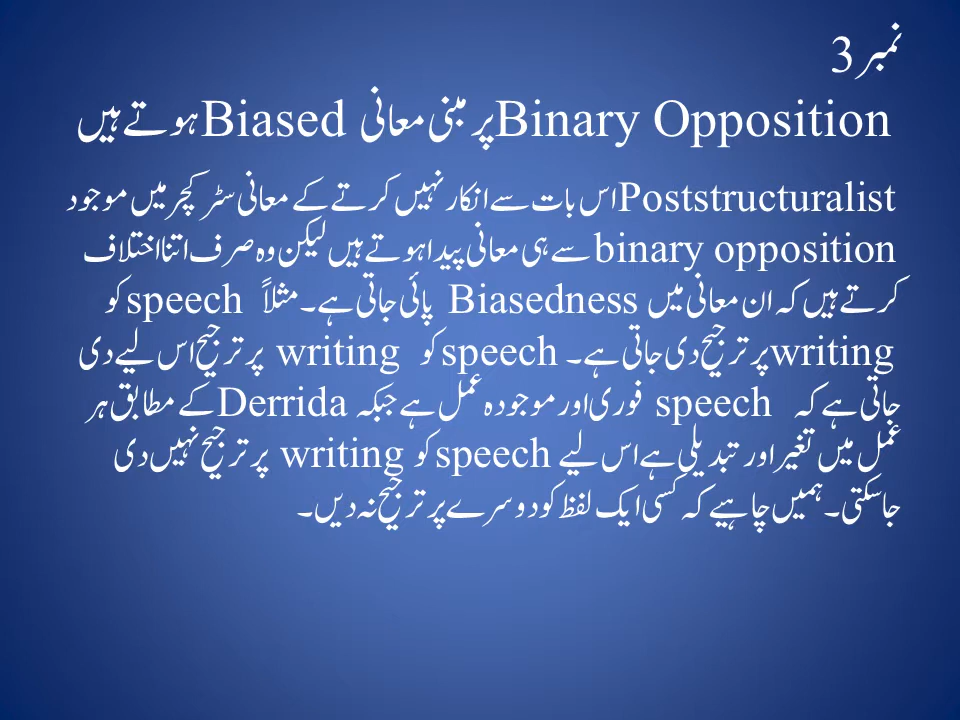 نمبر 3
Binary Opposition پر مبنی معانی Biased ہوتے ہیں
Poststructuralist اس بات سے انکار نہیں کرتے کے معانی سٹرکچر میں موجود
binary opposition سے ہی معانی پیدا ہوتے ہیں لیکن وہ صرف اتنا اختلاف
کرتے ہیں کہ ان معانی میں Biasedness پائی جاتی ہے۔ مثلاً speech کو
writing پر ترجیح دی جاتی ہے۔ speech کو writing پر ترجیح اس لیے دی
جاتی ہے کہ speech فوری اور موجودہ عمل ہے جبکہ Derrida کے مطابق ہر
عمل میں تغیر اور تبدیلی ہے اس لیے speech کو writing پر ترجیح نہیں دی
جاسکتی۔ ہمیں چاہیے کہ کسی ایک لفظ کو دوسرے پر ترجیح نہ دیں۔